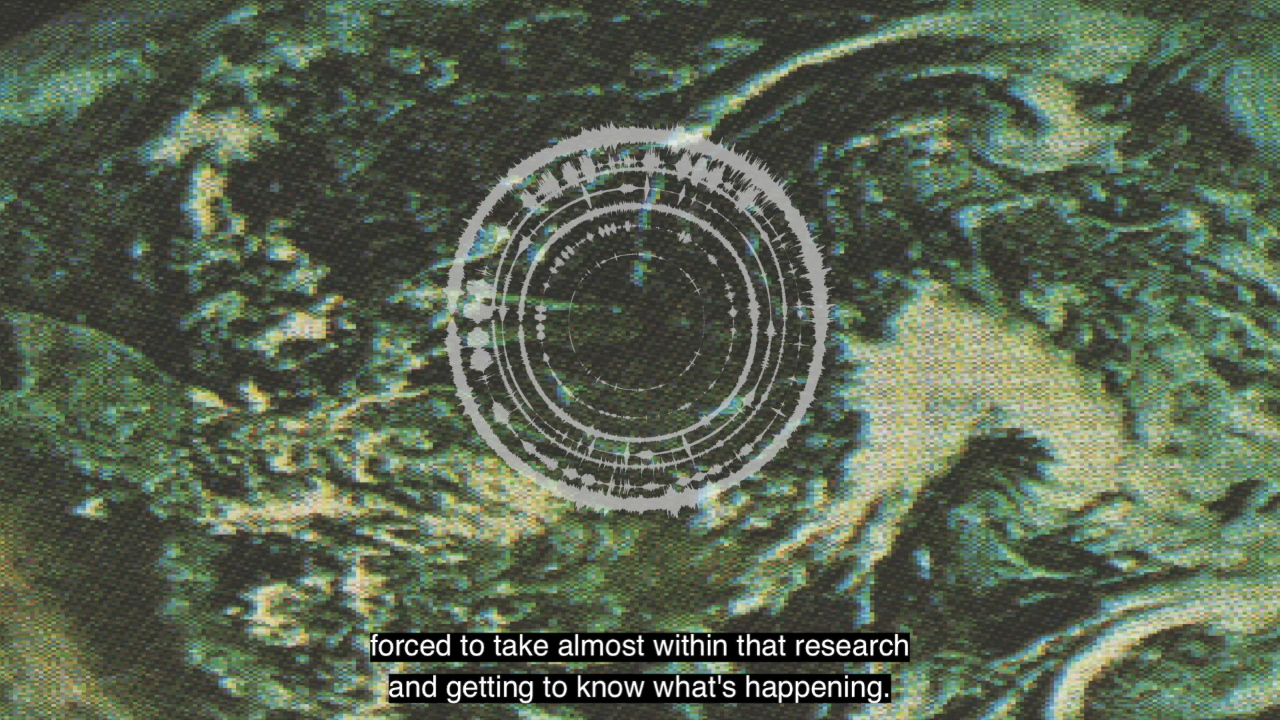 forced to take almost within that research
and getting to know what's happening.